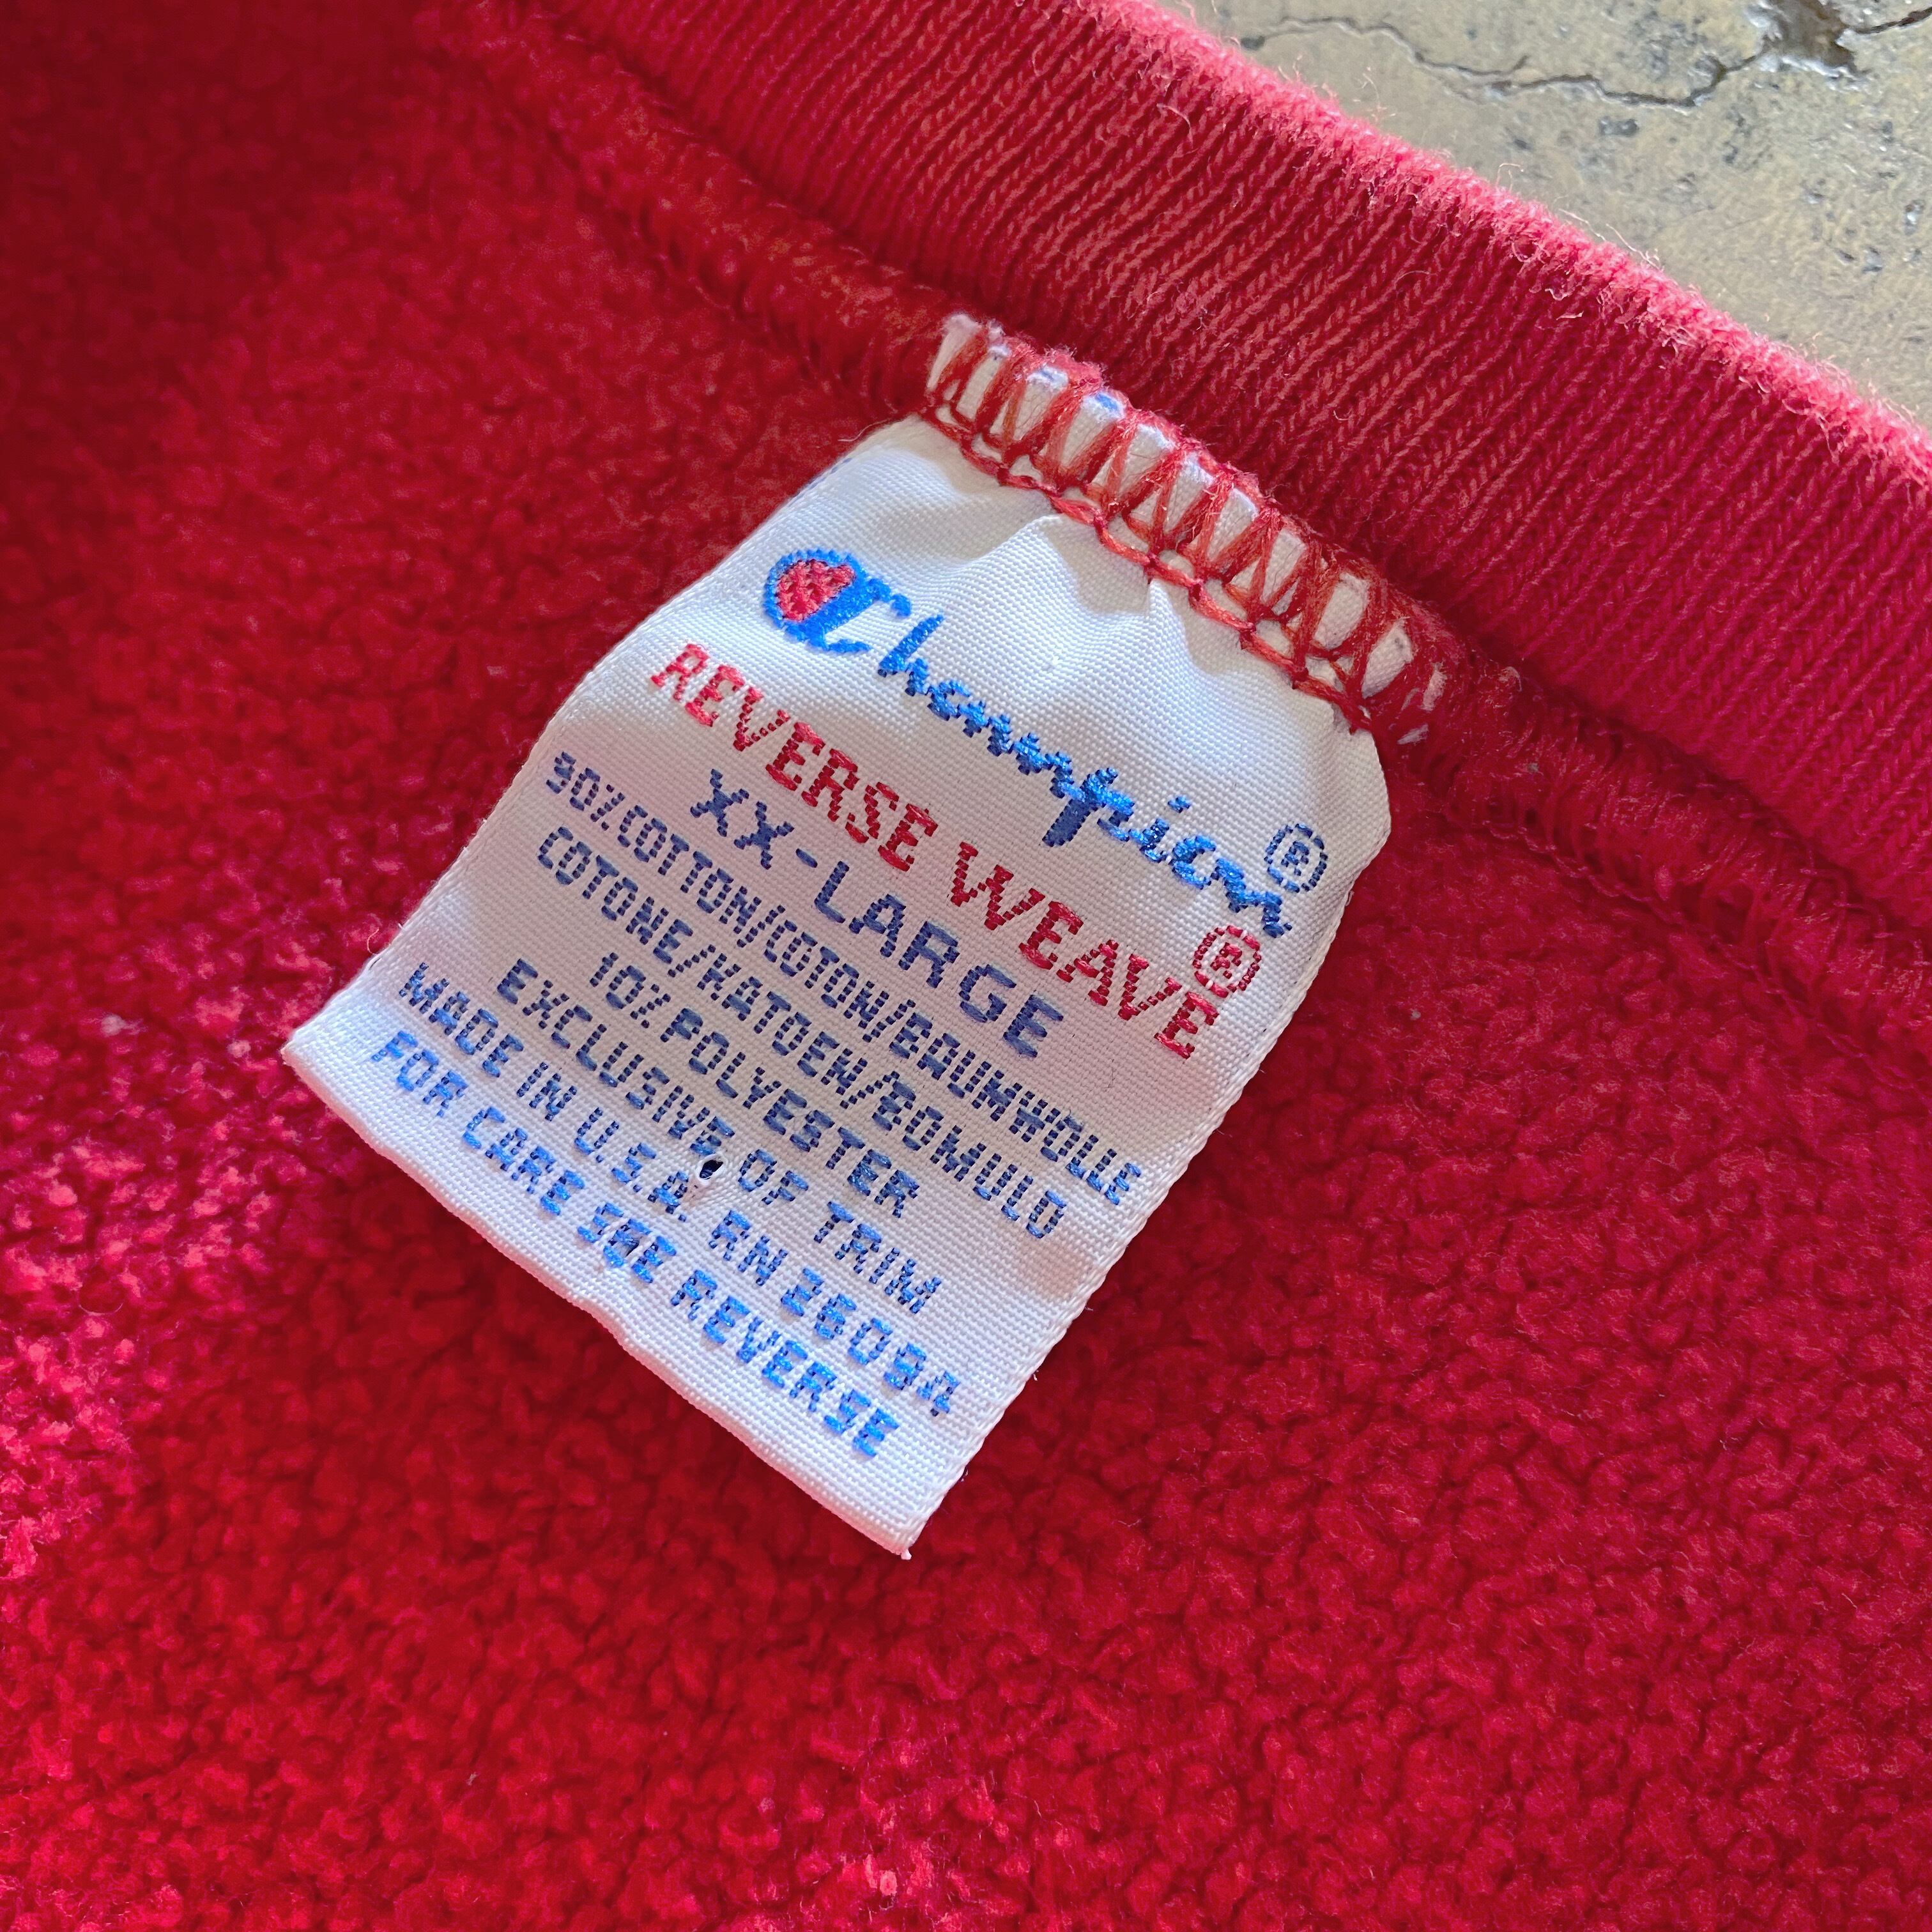 Champion®
REVERSE WEAVE®
XX-LARGE
90%COTTON/COTON/BAUMWOLLE
COTONE/KATOEN/BOMULD
10%POLYESTER
EXCLUSIVE OF TRIM
MADE IN U.S.A. RN 26094
FOR CARE SEE REVERSE